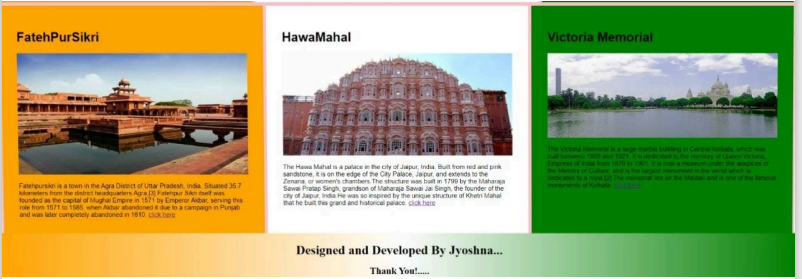 FatehPurSikri
Fatehpursikri is a town in the Agra District of Uttar Pradesh, India. Situated 35.7
kilometers from the district headquarters Agra.[3] Fatehpur Sikri itself was
founded as the capital of Mughal Empire in 1571 by Emperor Akbar, serving this
role from 1571 to 1585, when Akbar abandoned it due to a campaign in Punjab
and was later completely abandoned in 1610. click here
HawaMahal
The Hawa Mahal is a palace in the city of Jaipur, India. Built from red and pink
sandstone, it is on the edge of the City Palace, Jaipur, and extends to the
Zenana, or women's chambers.The structure was built in 1799 by the Maharaja
Sawai Pratap Singh, grandson of Maharaja Sawai Jai Singh, the founder of the
city of Jaipur, India.He was so inspired by the unique structure of Khetri Mahal
that he built this grand and historical palace. click here
Victoria Memorial
The Victoria Memorial is a large marble building in Central Kolkata, which was
built between 1906 and 1921. It is dedicated to the memory of Queen Victoria,
Empress of India from 1876 to 1901. It is now a museum under the auspices of
the Ministry of Culture, and is the largest monument in the world which is
dedicated to a royal.[2] The memorial lies on the Maidan and is one of the famous
monuments of Kolkata. click here
Designed and Developed By Jyoshna...
Thank You!.....